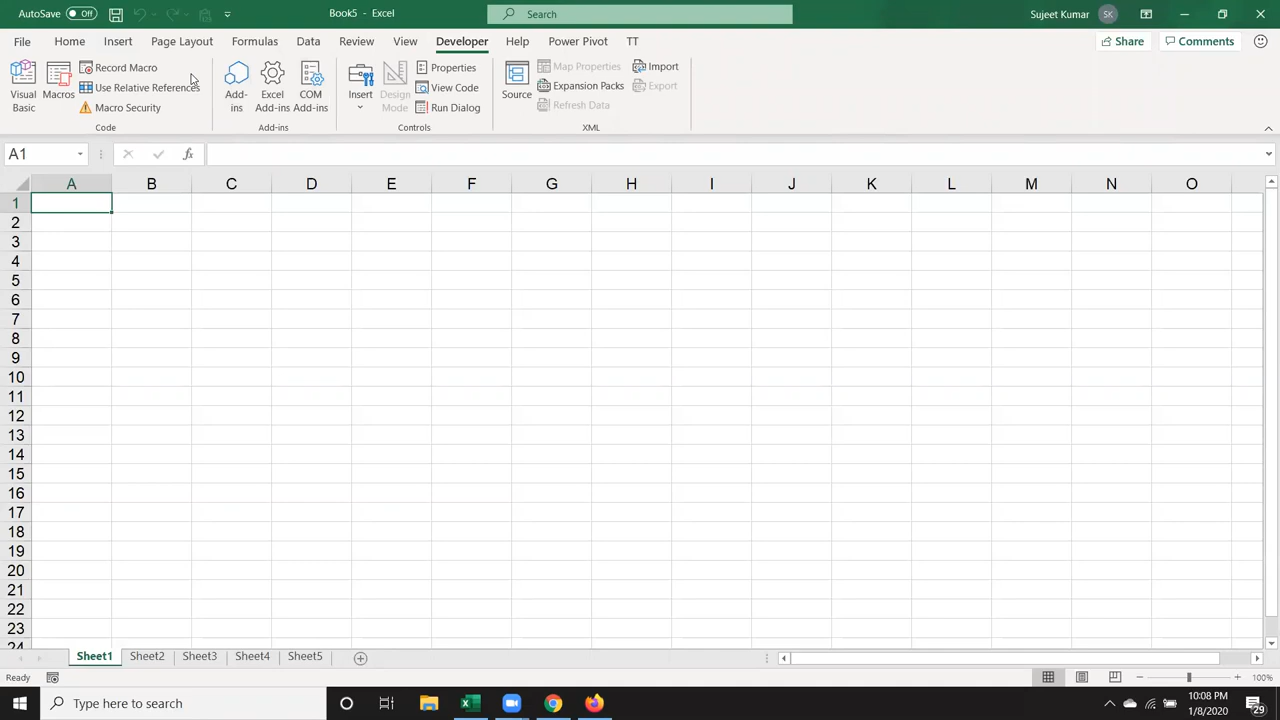 AutoSave Off Book5 - Excel Search Sujeet Kumar SK
File Home Insert Page Layout Formulas Data Review View Developer Help Power Pivot TT Share Comments
Visual Basic Macros Record Macro Use Relative References Macro Security Code
Add-ins Excel Add-ins COM Add-ins Add-ins
Insert Design Mode Properties View Code Run Dialog Controls
Source Map Properties Expansion Packs Refresh Data Import Export XML
A1 fx
A B C D E F G H I J K L M N O
1
2
3
4
5
6
7
8
9
10
11
12
13
14
15
16
17
18
19
20
21
22
23
24
Sheet1 Sheet2 Sheet3 Sheet4 Sheet5
Ready 100%
Type here to search 10:08 PM
1/8/2020 29